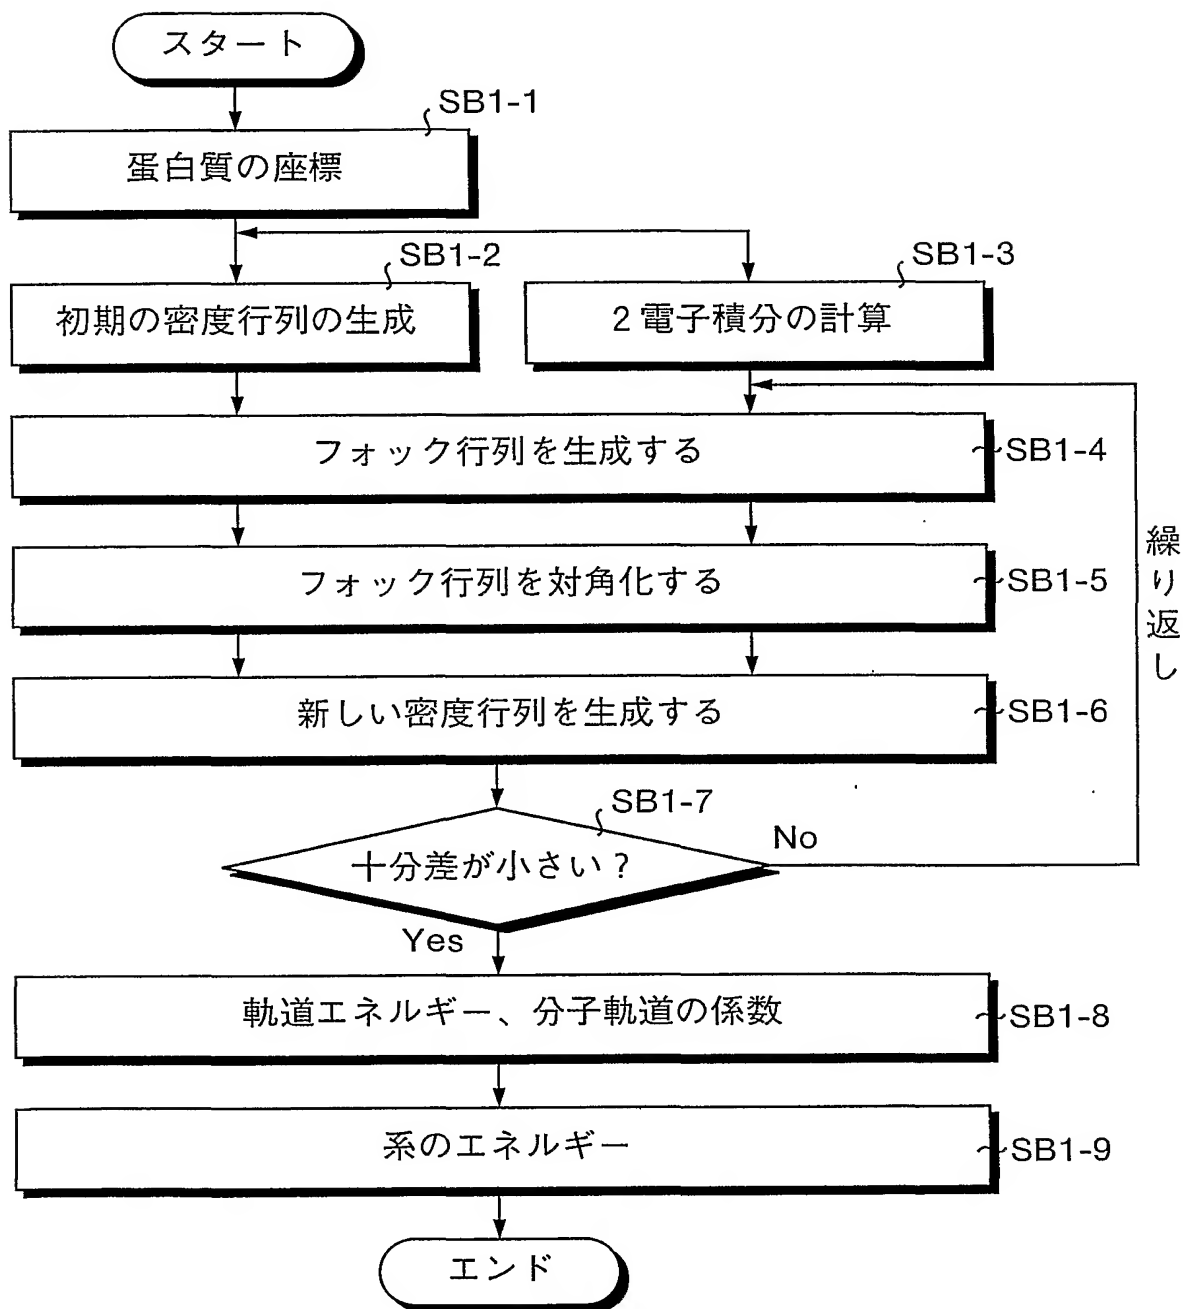 スタート
SB1-1
蛋白質の座標
SB1-2
SB1-3
初期の密度行列の生成
2電子積分の計算
フォック行列を生成する
SB1-4
フォック行列を対角化する
SB1-5
繰り返し
新しい密度行列を生成する
SB1-6
SB1-7
十分差が小さい?
No
Yes
軌道エネルギー、分子軌道の係数
SB1-8
系のエネルギー
SB1-9
エンド